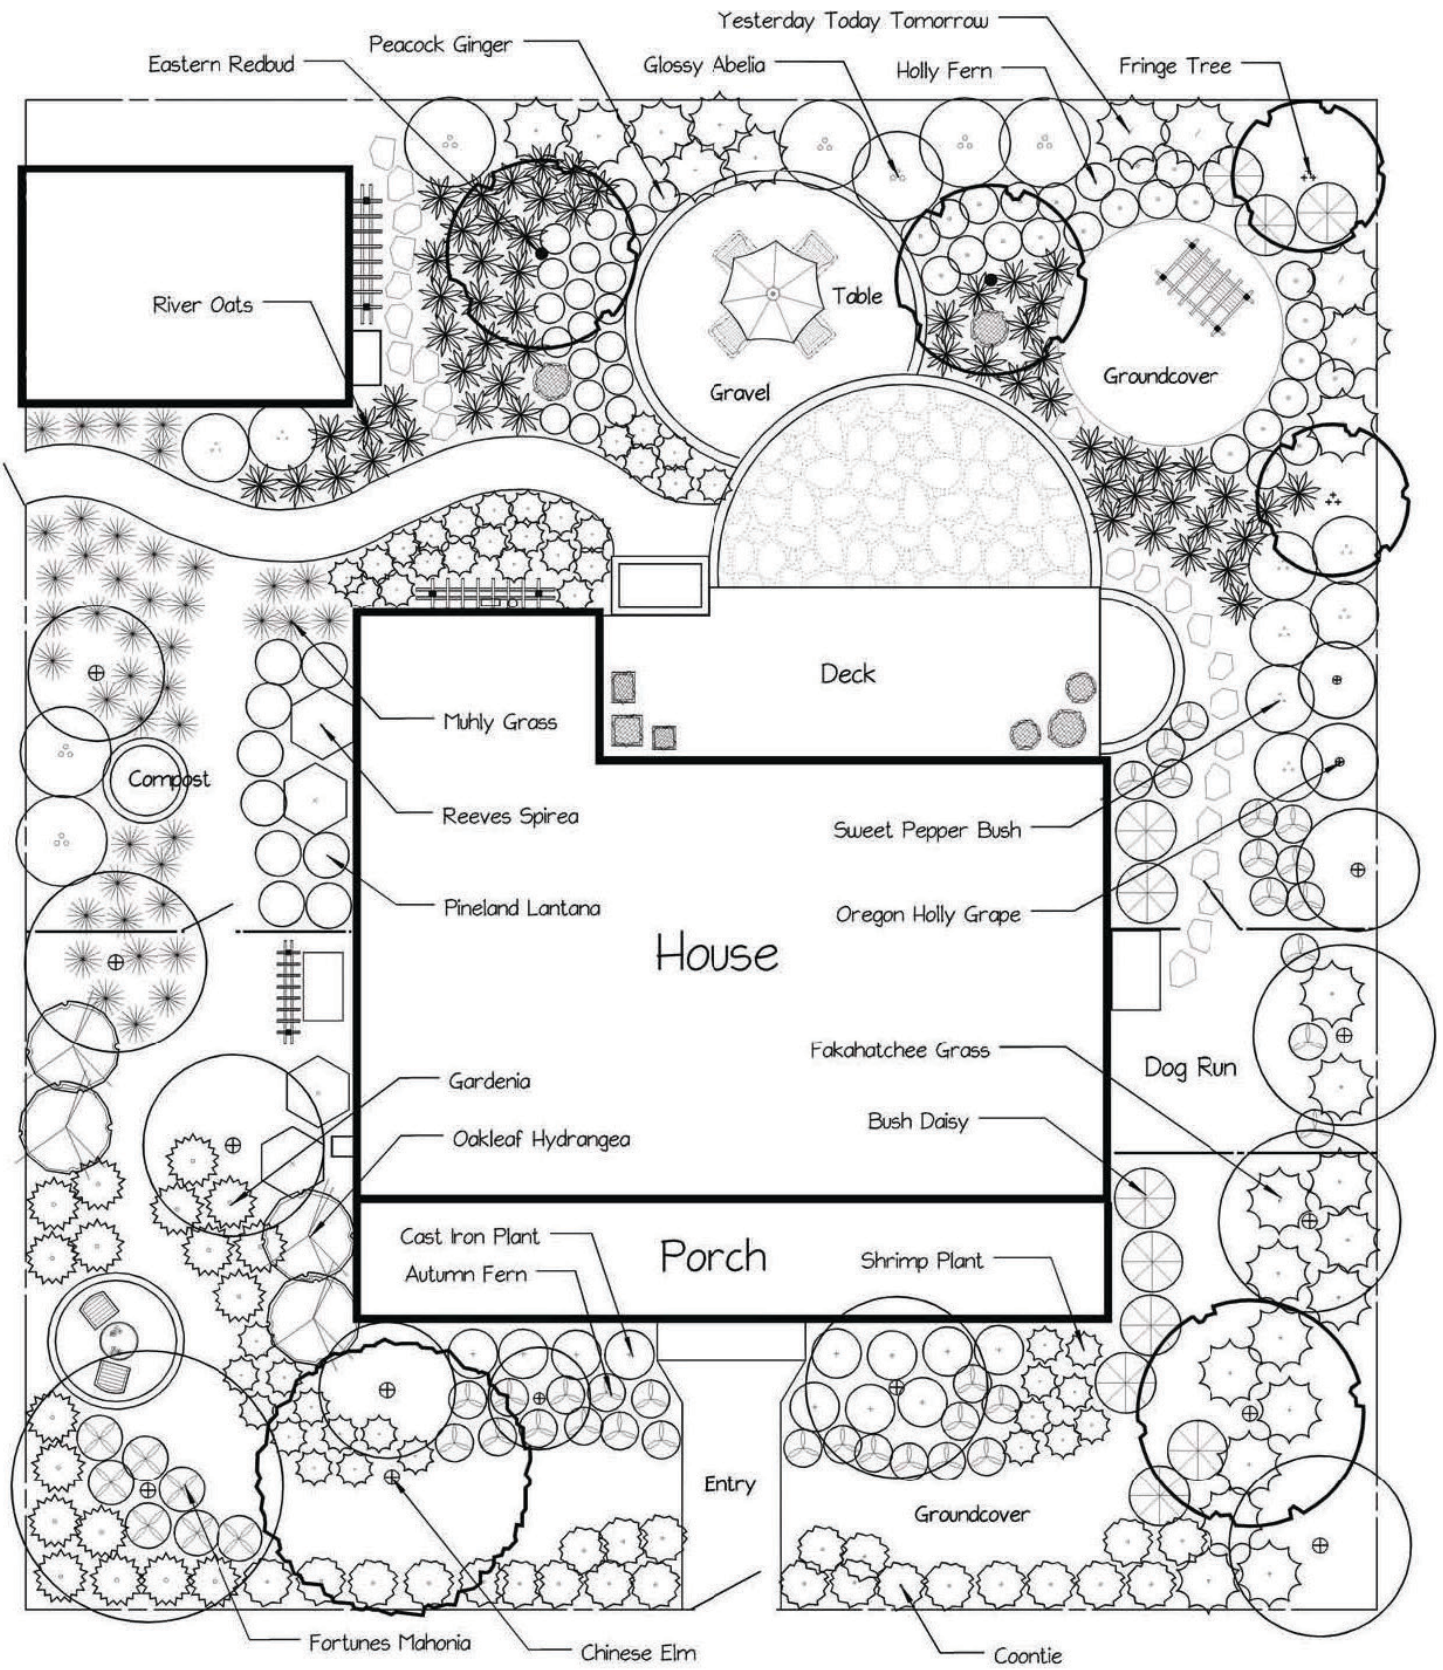 Yesterday Today Tomorrow
Peacock Ginger
Eastern Redbud
Glossy Abelia
Holly Fern
Fringe Tree
River Oats
Table
Gravel
Groundcover
Deck
Muhly Grass
Compost
Reeves Spirea
Sweet Pepper Bush
Pineland Lantana
Oregon Holly Grape
House
Fakahatchee Grass
Dog Run
Gardenia
Bush Daisy
Oakleaf Hydrangea
Cast Iron Plant
Porch
Shrimp Plant
Autumn Fern
Entry
Groundcover
Fortunes Mahonia
Chinese Elm
Coontie